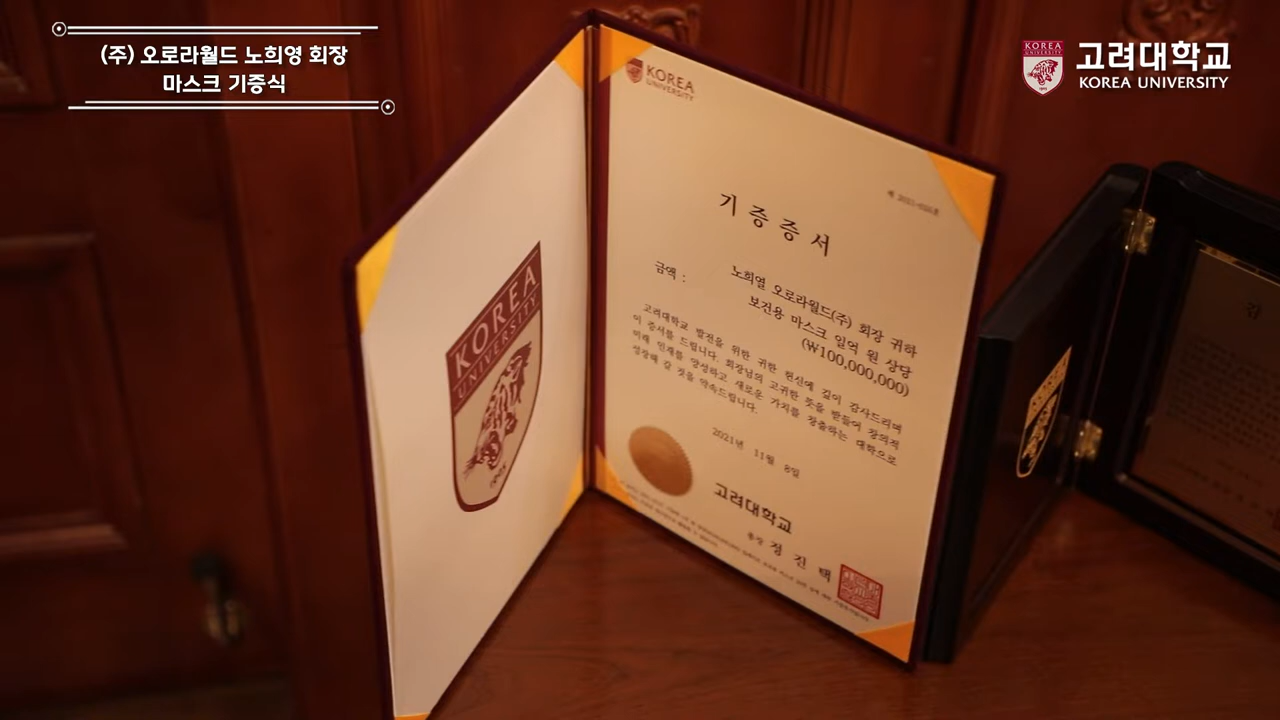 (주) 오로라월드 노희영 회장
마스크 기증식
KOREA
UNIVERSITY
고려대학교
KOREA UNIVERSITY
KOREA
UNIVERSITY
1905
KOREA
UNIVERSITY
기증증서
금액 :
노희열 오로라월드(주) 회장 귀하
보건용 마스크 일억 원 상당
(₩100,000,000)
고려대학교 발전을 위한 귀한 헌신에 깊이 감사드리며
이 증서를 드립니다. 회장님의 고귀한 뜻을 받들어 창의적
미래 인재를 양성하고 새로운 가치를 창출하는 대학으로
성장해 갈 것을 약속드립니다.
2021년 11월 8일
고려대학교
총장 정진택